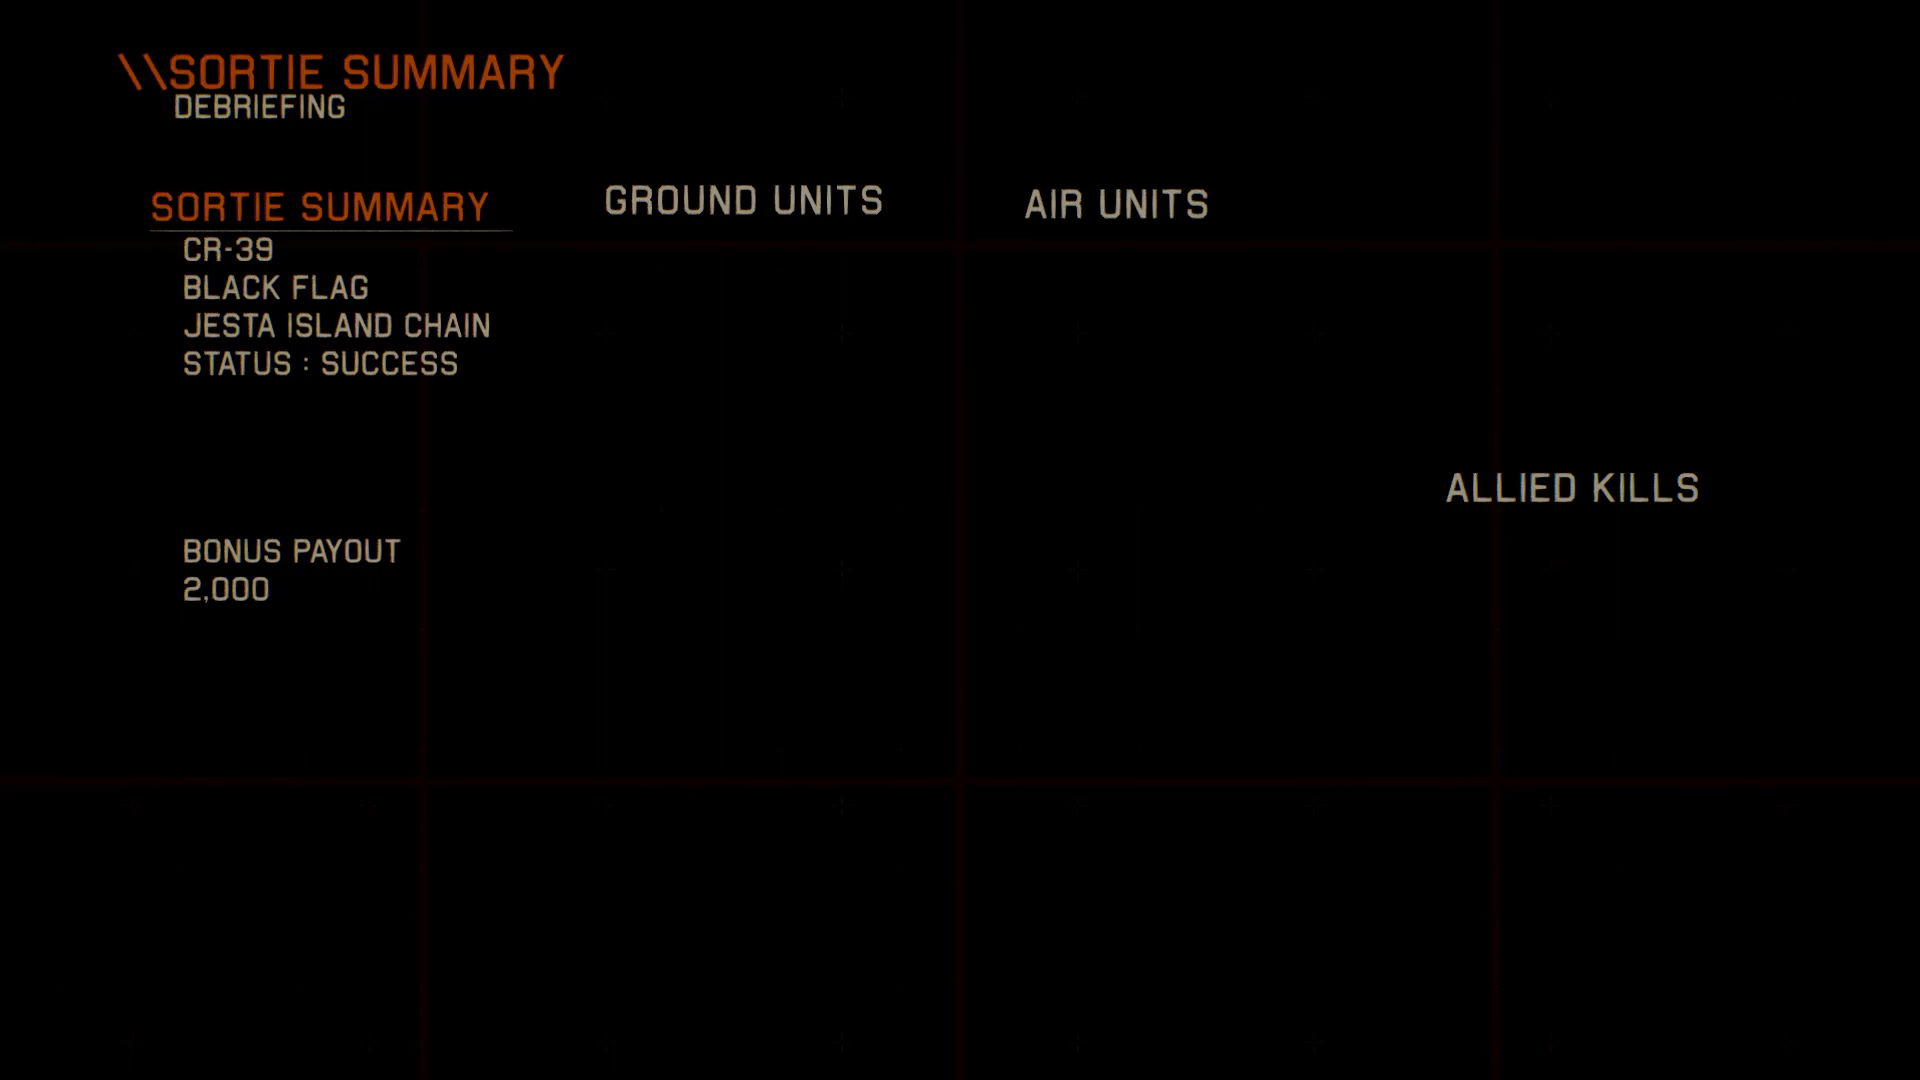 \\SORTIE SUMMARY
DEBRIEFING
SORTIE SUMMARY
CR-39
BLACK FLAG
JESTA ISLAND CHAIN
STATUS : SUCCESS
BONUS PAYOUT
2,000
GROUND UNITS
AIR UNITS
ALLIED KILLS